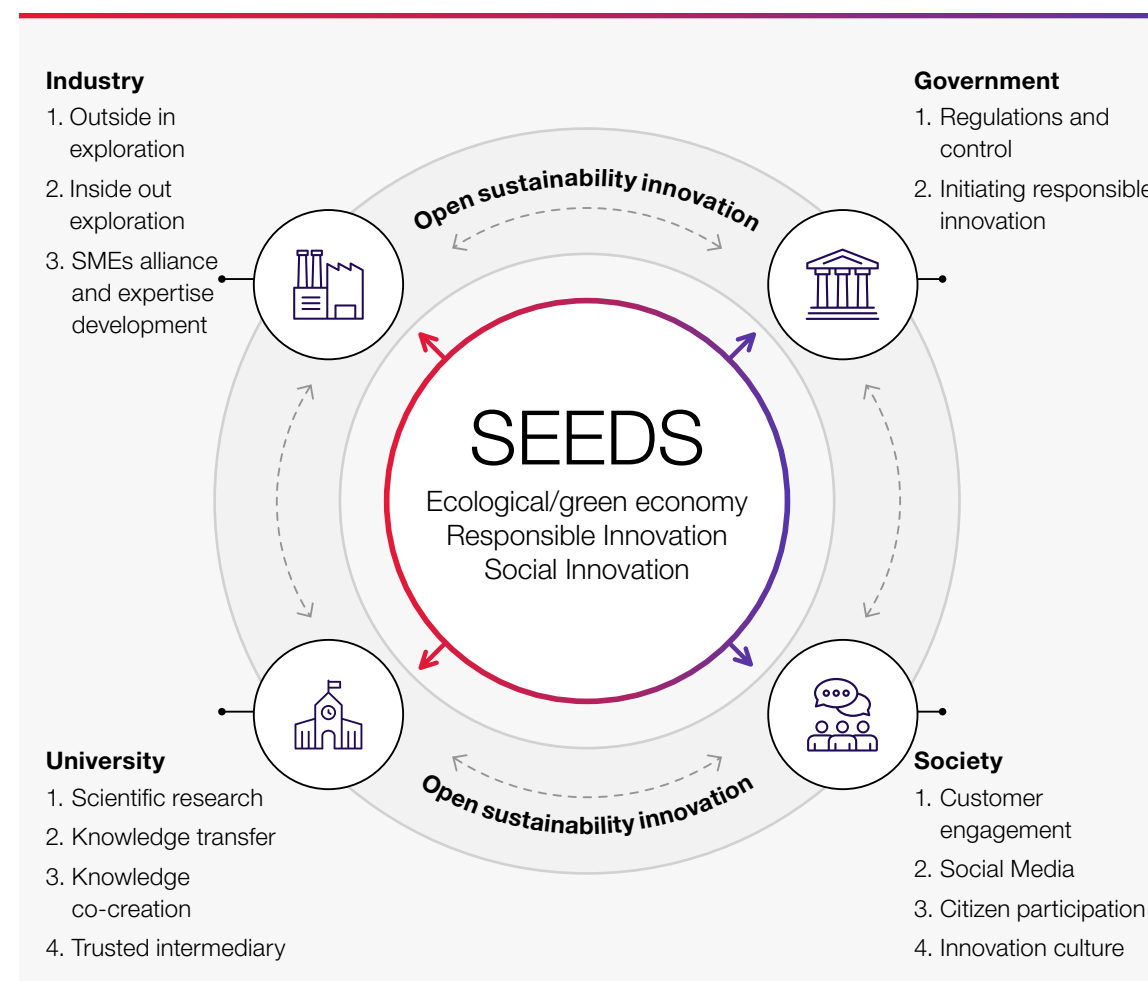 Industry
1. Outside in
exploration
2. Inside out
exploration
3. SMEs alliance
and expertise
development
Government
1. Regulations and
control
2. Initiating responsible
innovation
Open sustainability innovation
SEEDS
Ecological/green economy
Responsible Innovation
Social Innovation
Open sustainability innovation
University
1. Scientific research
2. Knowledge transfer
3. Knowledge
co-creation
4. Trusted intermediary
Society
1. Customer
engagement
2. Social Media
3. Citizen participation
4. Innovation culture